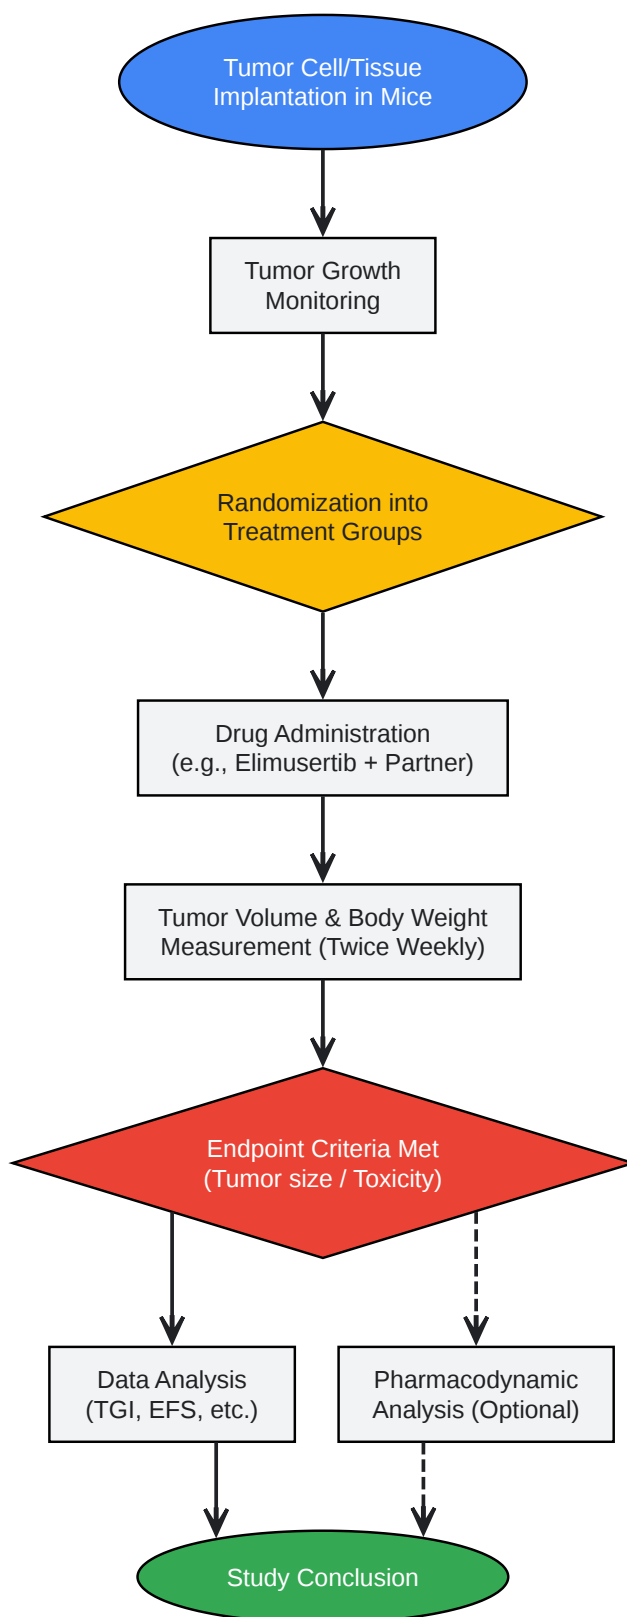 Tumor Cell/Tissue
Implantation in Mice
Tumor Growth
Monitoring
Randomization into
Treatment Groups
Drug Administration
(e.g., Elimusertib + Partner)
Tumor Volume & Body Weight
Measurement (Twice Weekly)
Endpoint Criteria Met
(Tumor size / Toxicity)
Data Analysis
(TGI, EFS, etc.)
Pharmacodynamic
Analysis (Optional)
Study Conclusion